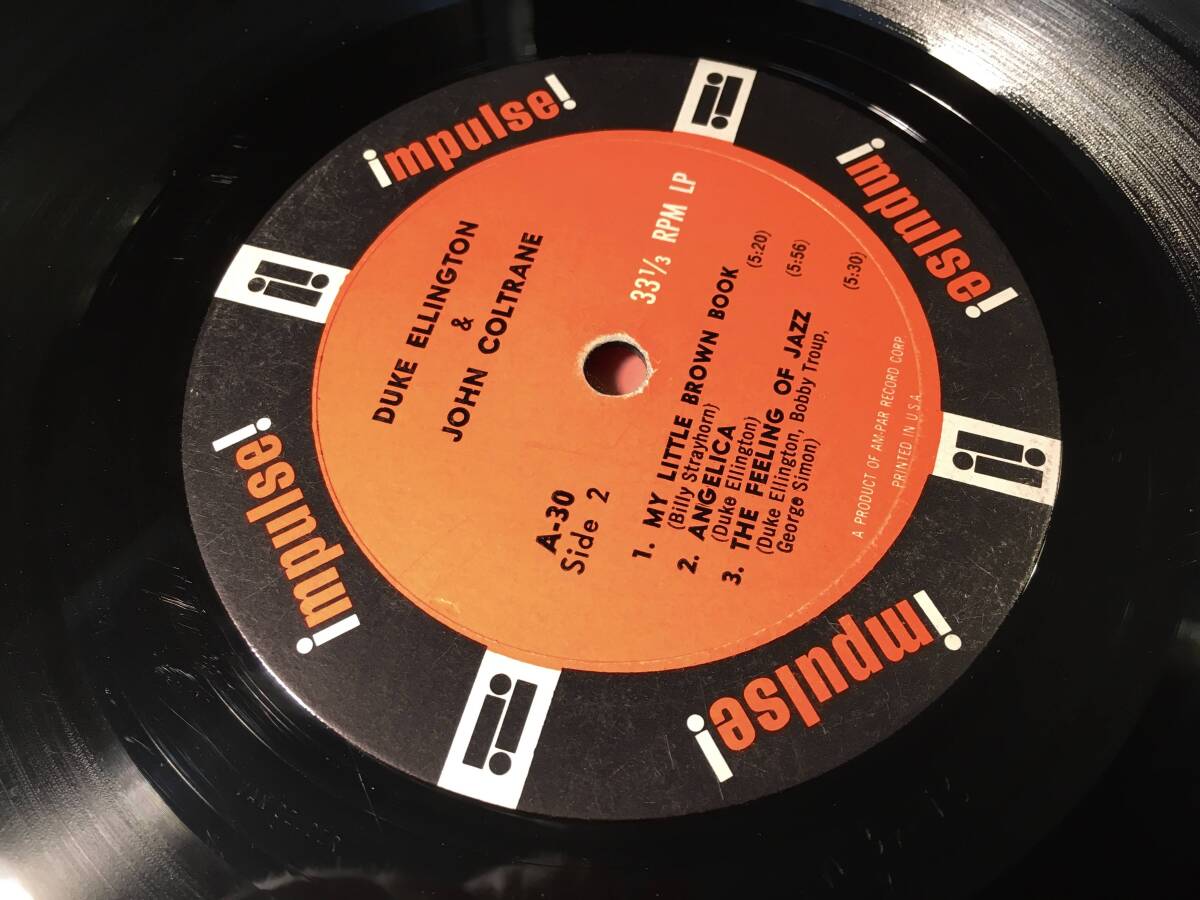 DUKE ELLINGTON
&
JOHN COLTRANE
33⅓ RPM LP
A-30
Side 2
1. MY LITTLE BROWN BOOK (5:20)
(Billy Strayhorn)
2. ANGELICA (5:56)
(Duke Ellington)
3. THE FEELING OF JAZZ (5:30)
(Duke Ellington, Bobby Troup,
George Simon)
A PRODUCT OF AM-PAR RECORD CORP.
PRINTED IN U.S.A.
impulse!
impulse!
impulse!
impulse!